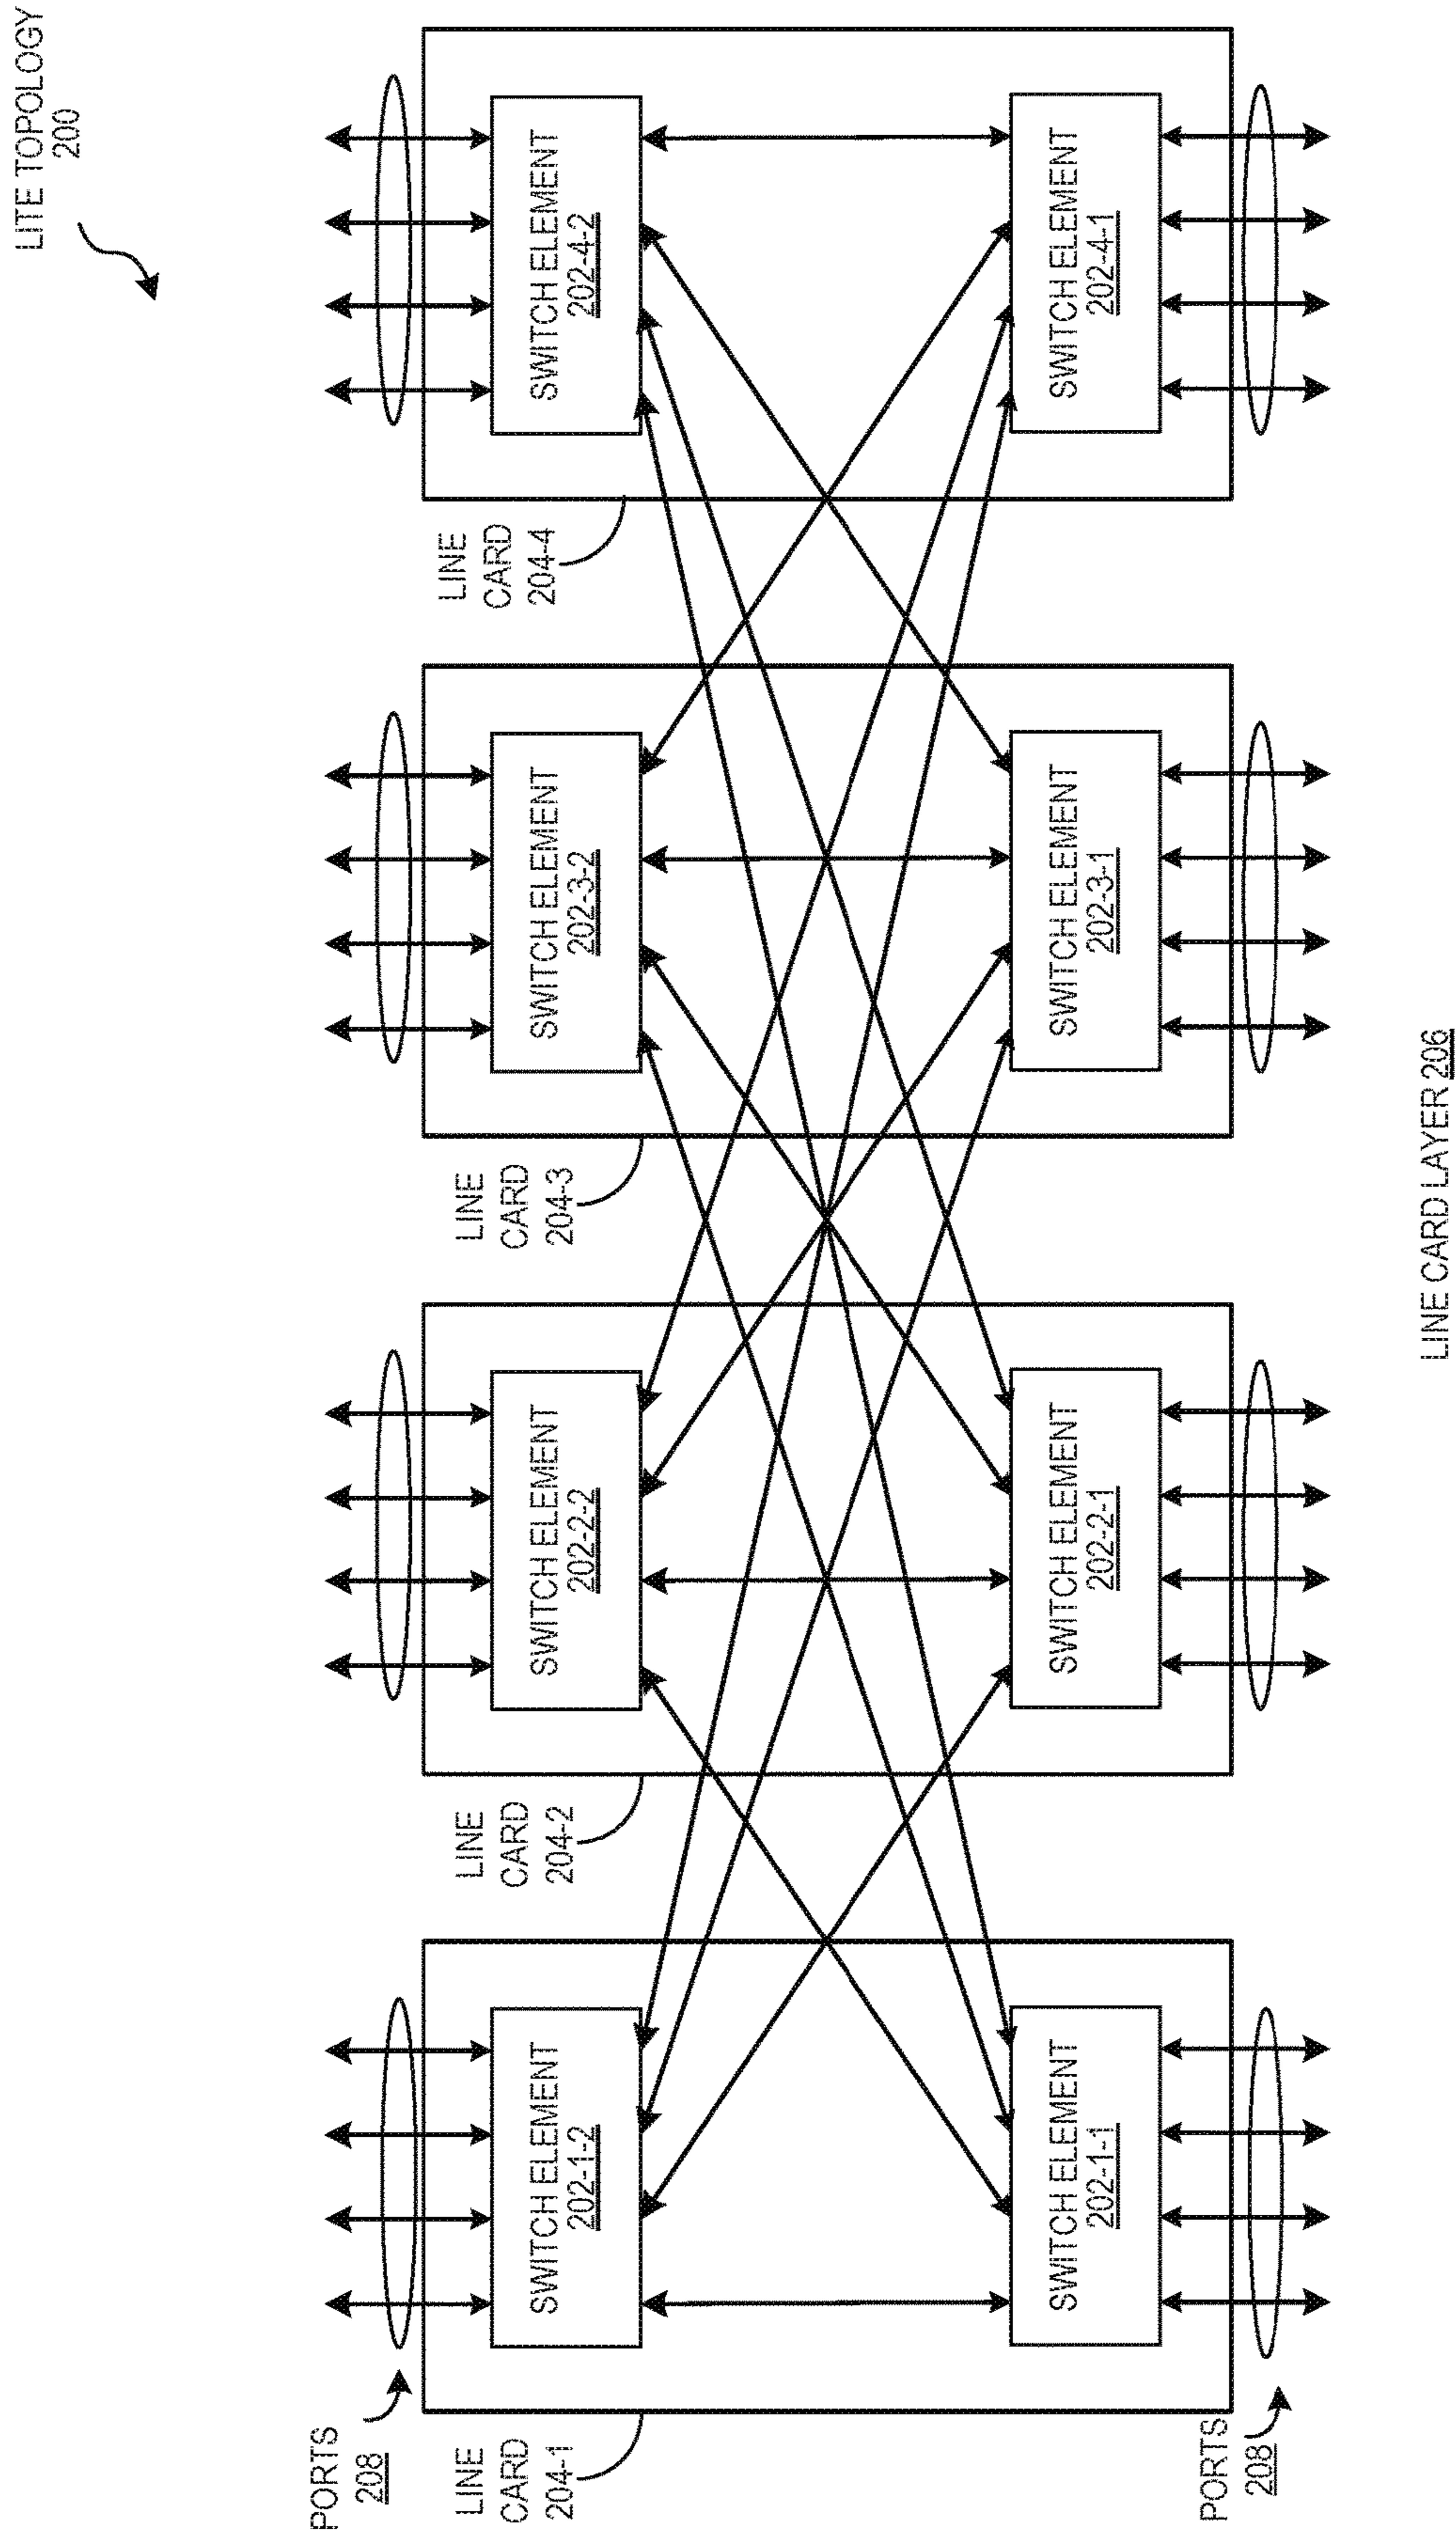 LITE TOPOLOGY
200
PORTS
208
LINE
CARD
204-1
LINE
CARD
204-2
LINE
CARD
204-3
LINE
CARD
204-4
SWITCH ELEMENT
202-1-2
SWITCH ELEMENT
202-2-2
SWITCH ELEMENT
202-3-2
SWITCH ELEMENT
202-4-2
SWITCH ELEMENT
202-1-1
SWITCH ELEMENT
202-2-1
SWITCH ELEMENT
202-3-1
SWITCH ELEMENT
202-4-1
PORTS
208
LINE CARD LAYER 206